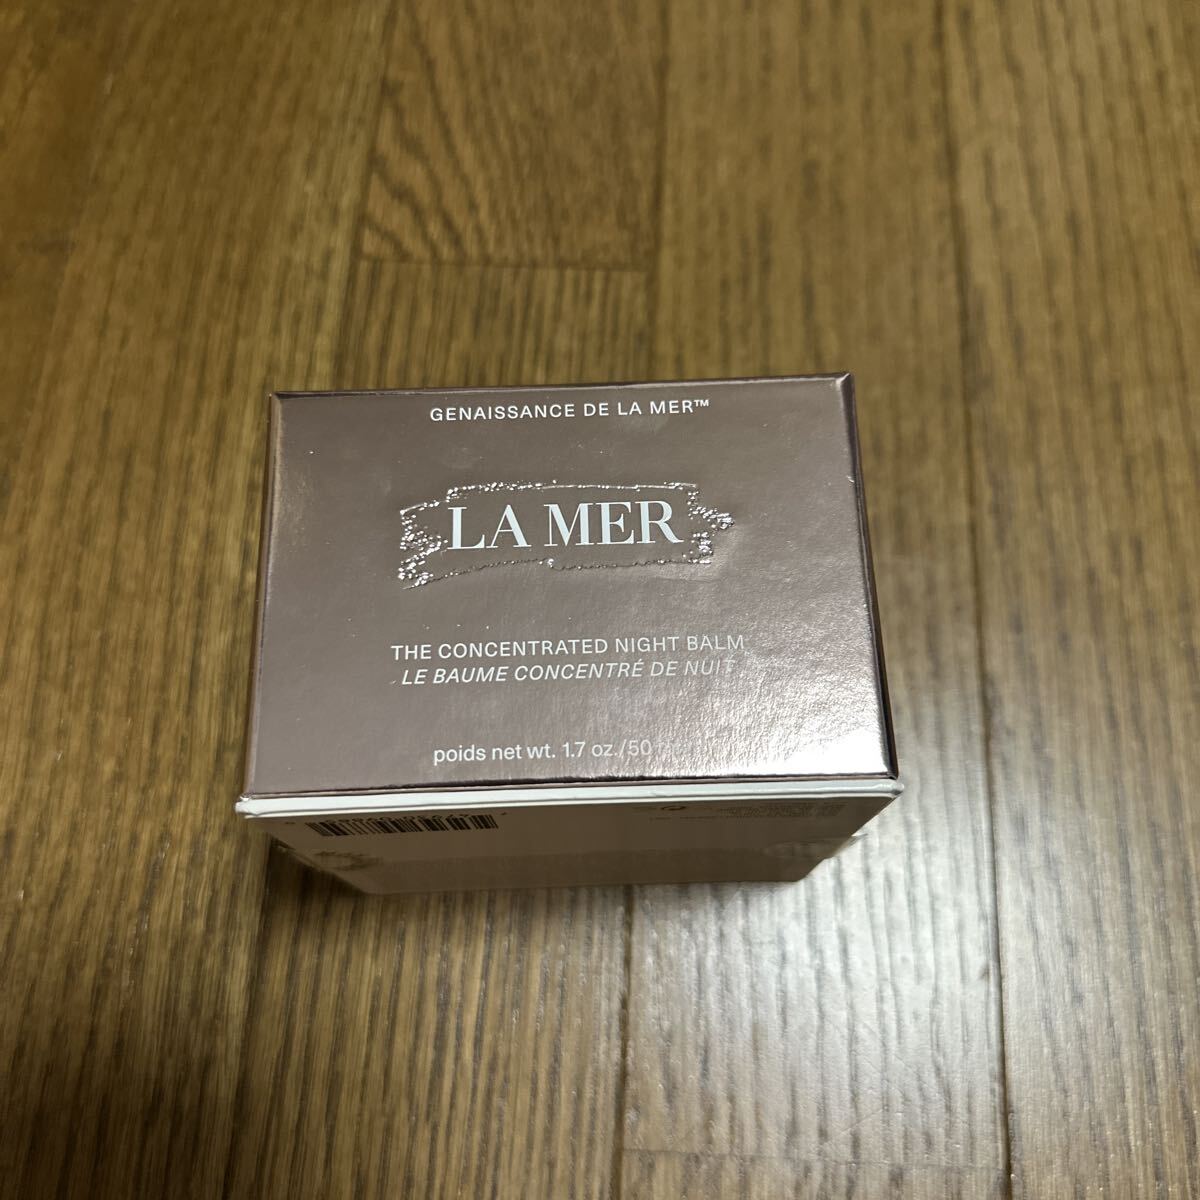 GENAISSANCE DE LA MER™
LA MER
THE CONCENTRATED NIGHT BALM
LE BAUME CONCENTRÉ DE NUIT
poids net wt. 1.7 oz./50